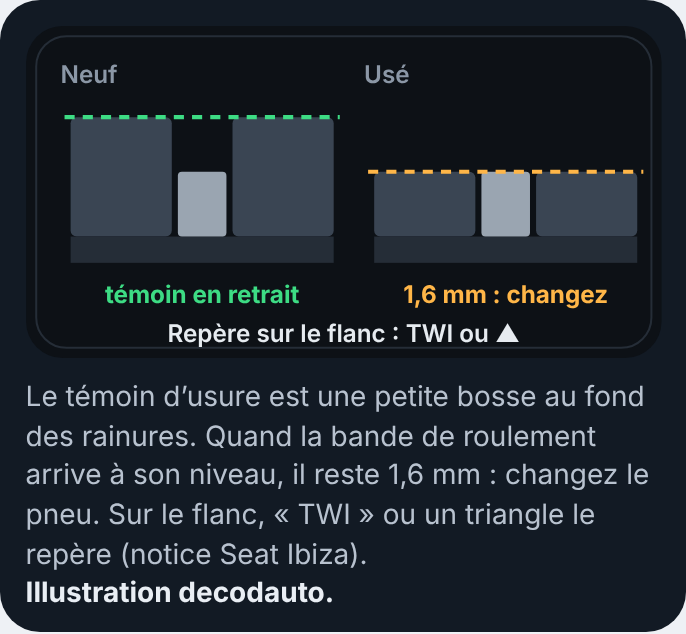 Neuf
Usé
témoin en retrait
1,6 mm : changez
Repère sur le flanc : TWI ou ▲
Le témoin d’usure est une petite bosse au fond
des rainures. Quand la bande de roulement
arrive à son niveau, il reste 1,6 mm : changez le
pneu. Sur le flanc, « TWI » ou un triangle le
repère (notice Seat Ibiza).
Illustration decodauto.